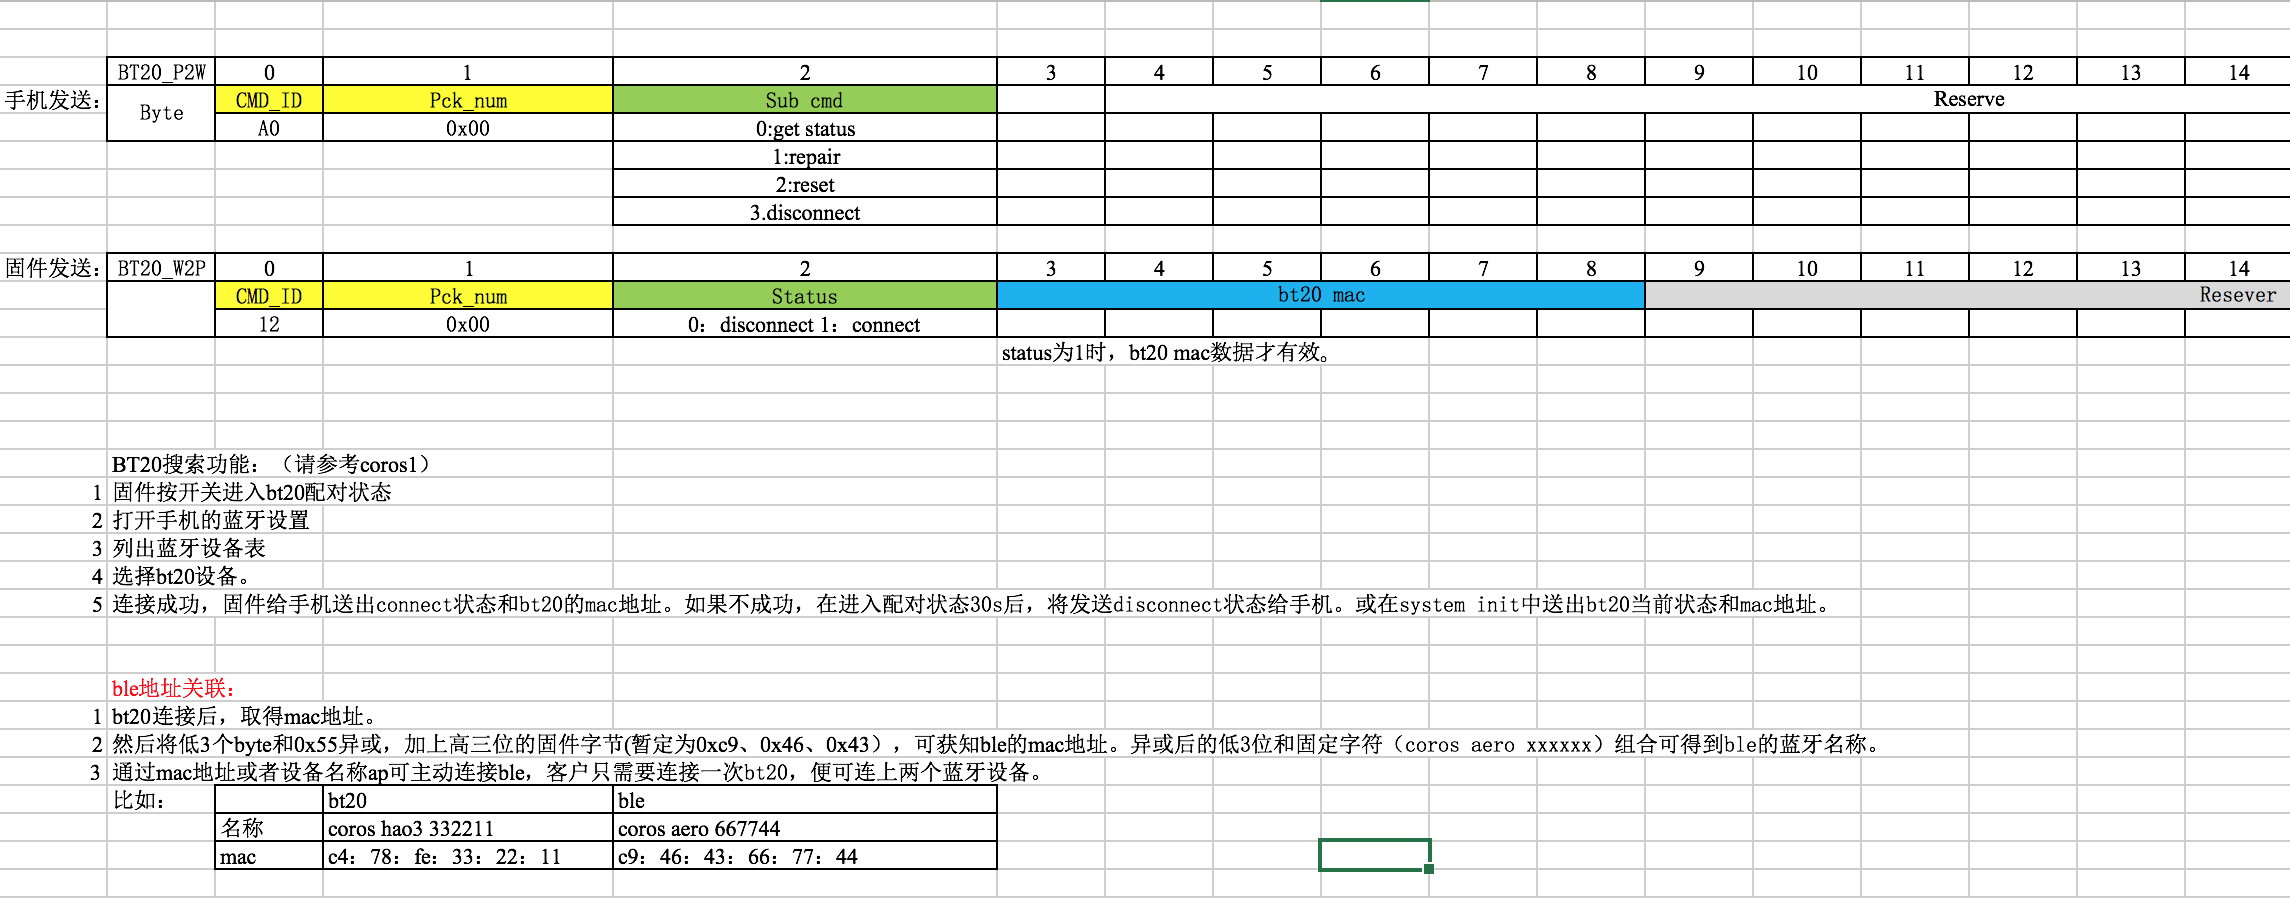 BT20_P2W 0 1 2 3 4 5 6 7 8 9 10 11 12 13 14
手机发送： Byte CMD_ID Pck_num Sub cmd Reserve
A0 0x00 0:get status
1:repair
2:reset
3.disconnect
固件发送： BT20_W2P 0 1 2 3 4 5 6 7 8 9 10 11 12 13 14
CMD_ID Pck_num Status bt20 mac Resever
12 0x00 0：disconnect 1：connect
status为1时，bt20 mac数据才有效。
BT20搜索功能：（请参考coros1）
1 固件按开关进入bt20配对状态
2 打开手机的蓝牙设置
3 列出蓝牙设备表
4 选择bt20设备。
5 连接成功，固件给手机送出connect状态和bt20的mac地址。如果不成功，在进入配对状态30s后，将发送disconnect状态给手机。或在system init中送出bt20当前状态和mac地址。
ble地址关联：
1 bt20连接后，取得mac地址。
2 然后将低3个byte和0x55异或，加上高三位的固件字节(暂定为0xc9、0x46、0x43），可获知ble的mac地址。异或后的低3位和固定字符（coros aero xxxxxx）组合可得到ble的蓝牙名称。
3 通过mac地址或者设备名称ap可主动连接ble，客户只需要连接一次bt20，便可连上两个蓝牙设备。
比如： bt20 ble
名称 coros hao3 332211 coros aero 667744
mac c4：78：fe：33：22：11 c9：46：43：66：77：44